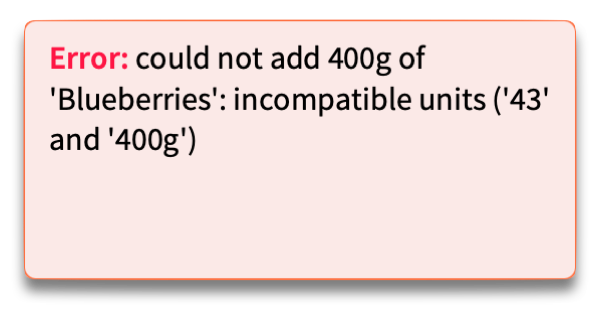 Error: could not add 400g of
'Blueberries': incompatible units ('43'
and '400g')